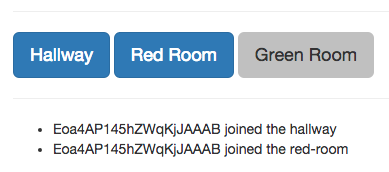 Hallway Red Room Green Room
Eoa4AP145hZWqKjJAAAB joined the hallway
Eoa4AP145hZWqKjJAAAB joined the red-room